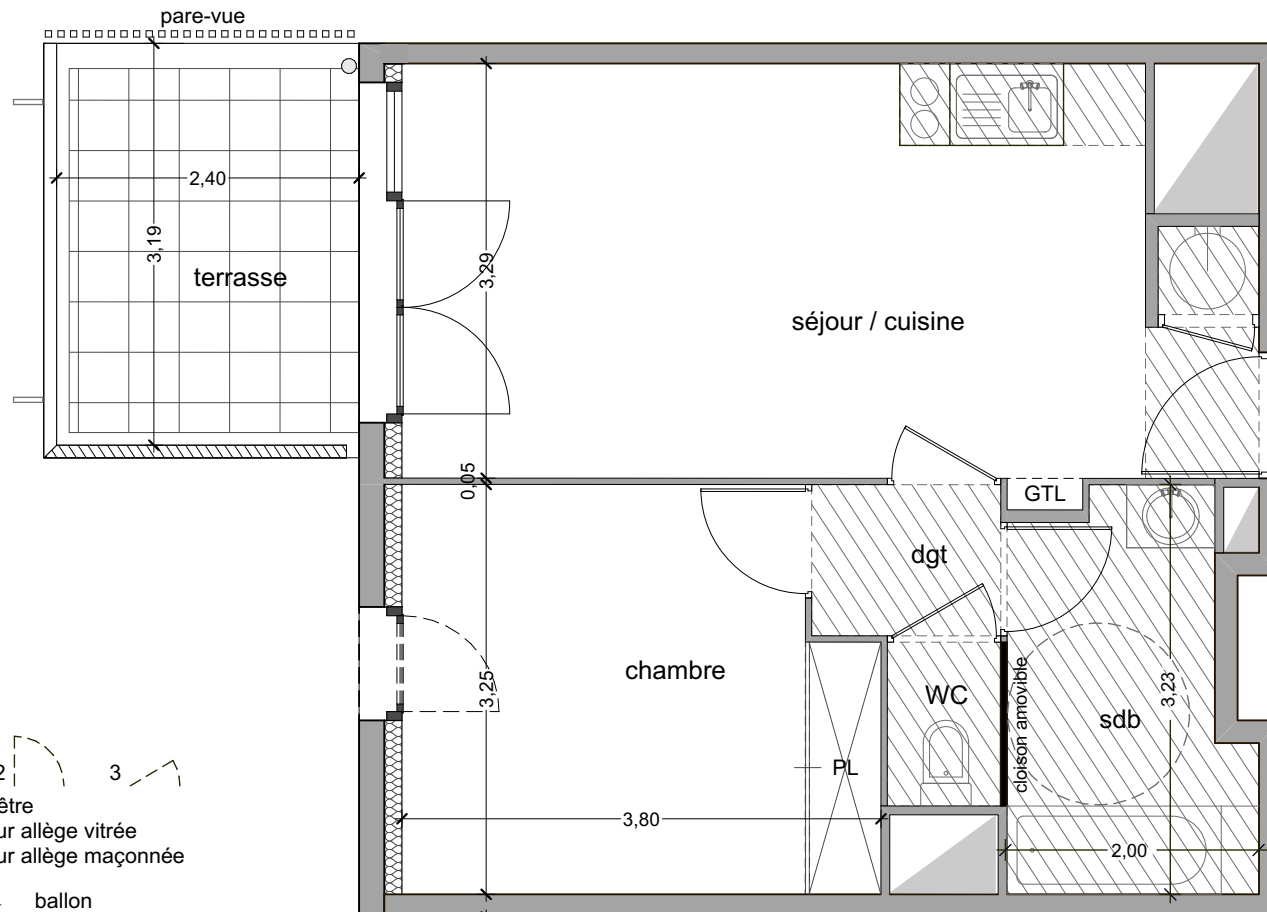 pare-vue
2,40
3,19
terrasse
3,29
séjour / cuisine
0,05
GTL
dgt
chambre
3,25
WC
cloison amovible
sdb
3,23
PL
3,80
2,00
2
3
être
ur allège vitrée
ur allège maçonnée
ballon